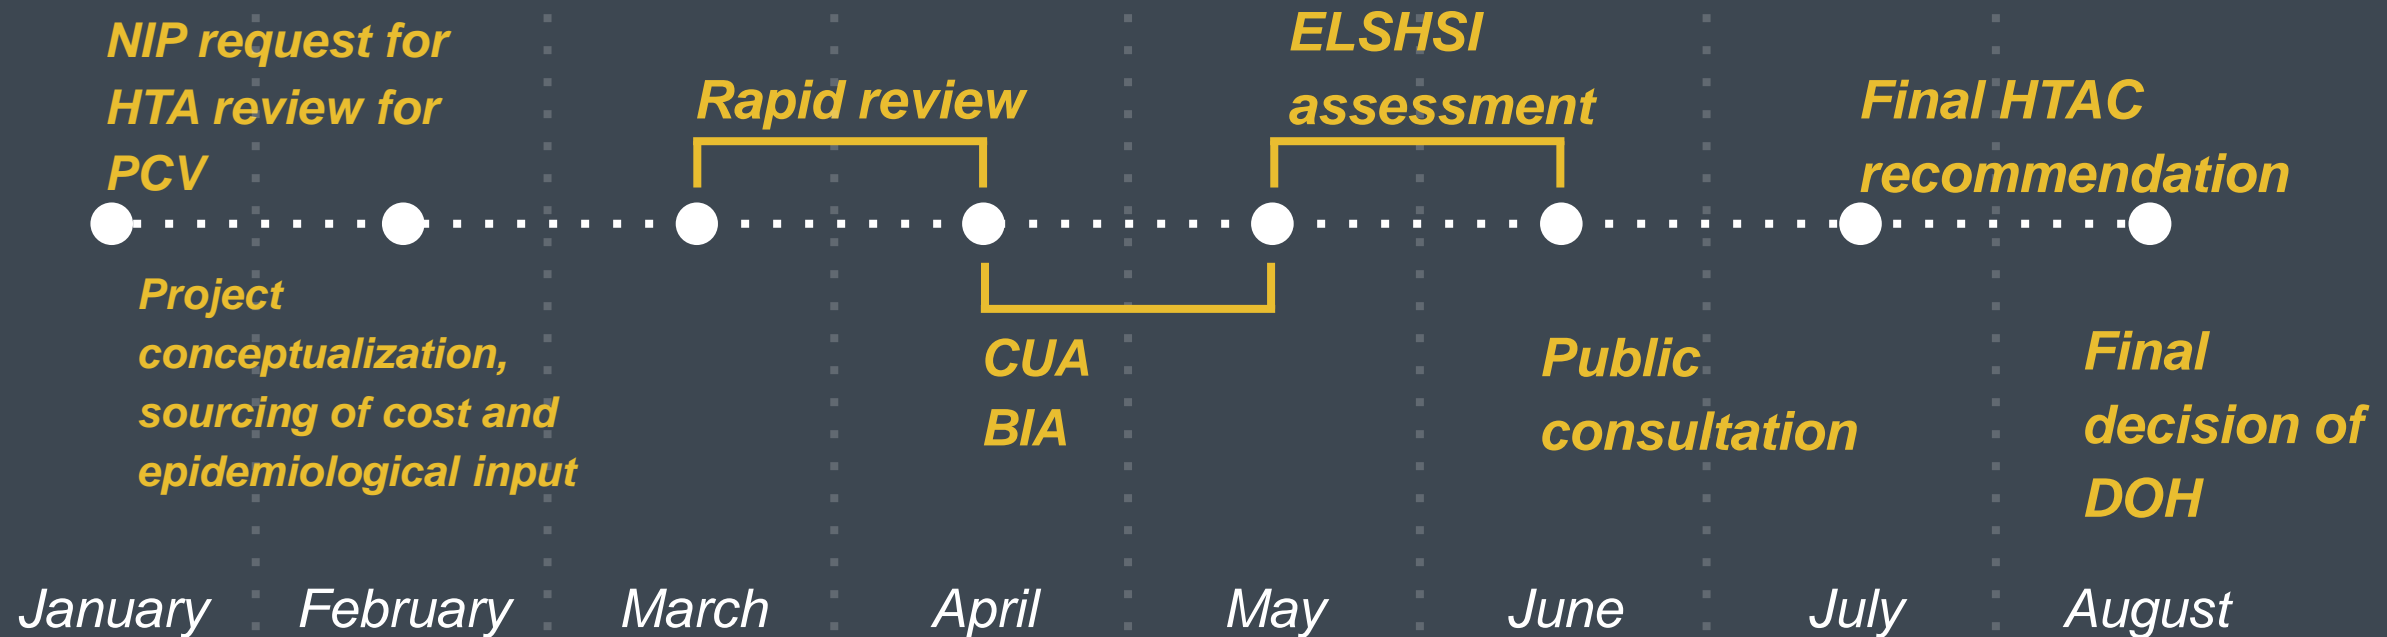 NIP request for
HTA review for
PCV
Rapid review
ELSHSI
assessment
Final HTAC
recommendation
Project
conceptualization,
sourcing of cost and
epidemiological input
CUA
BIA
Public
consultation
Final
decision of
DOH
January
February
March
April
May
June
July
August